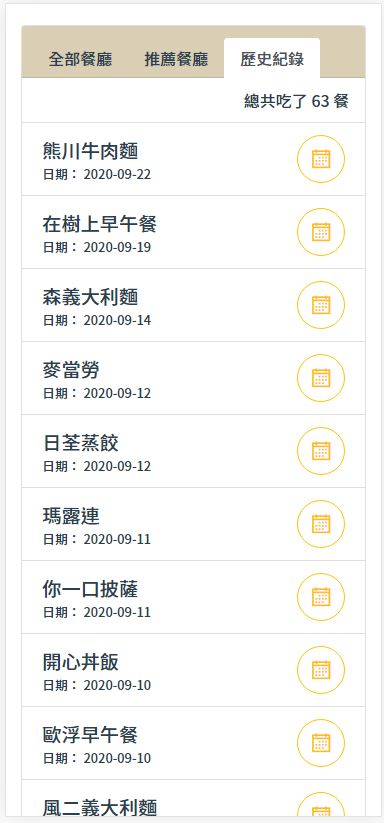 全部餐廳 推薦餐廳 歷史紀錄
總共吃了 63 餐
熊川牛肉麵
日期： 2020-09-22
在樹上早午餐
日期： 2020-09-19
森義大利麵
日期： 2020-09-14
麥當勞
日期： 2020-09-12
日荃蒸餃
日期： 2020-09-12
瑪露連
日期： 2020-09-11
你一口披薩
日期： 2020-09-11
開心丼飯
日期： 2020-09-10
歐浮早午餐
日期： 2020-09-10
風二義大利麵